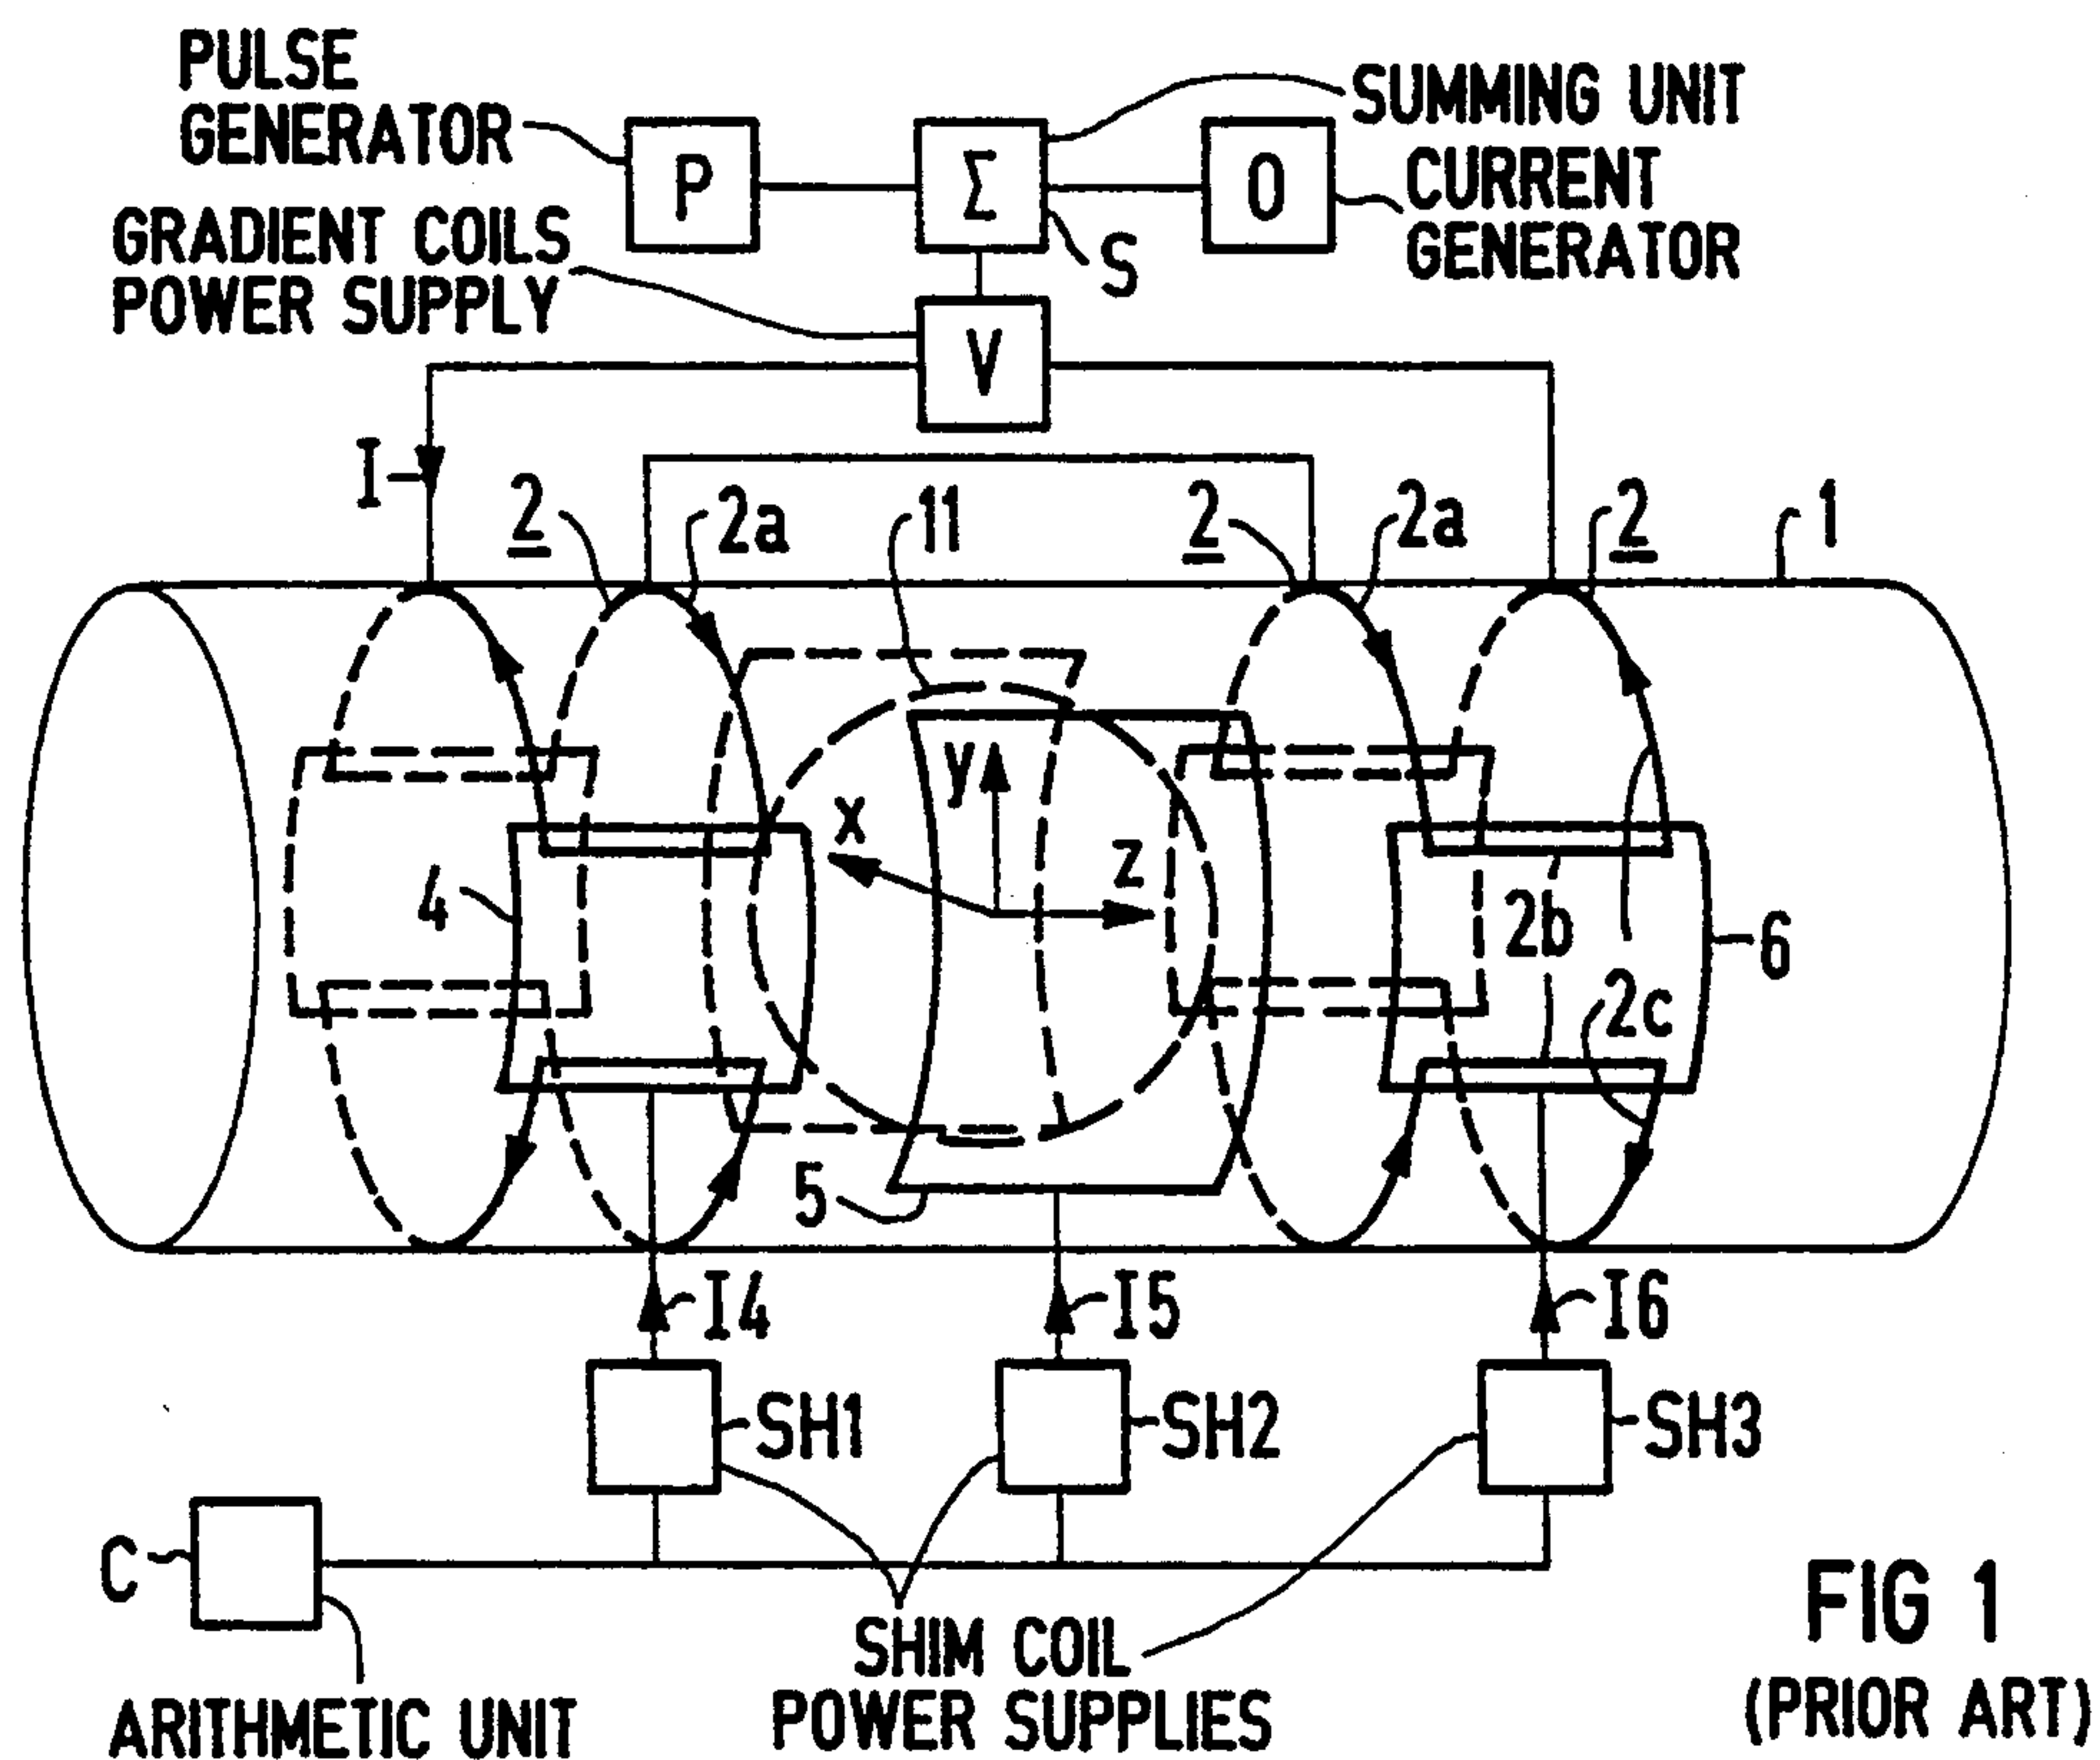 PULSE
GENERATOR
SUMMING UNIT
P
Σ
O
CURRENT
GENERATOR
GRADIENT COILS
POWER SUPPLY
S
V
I
2
2a
11
2
2a
2
1
y
x
z
4
2b
6
2c
5
I4
I5
I6
SH1
SH2
SH3
C
SHIM COIL
POWER SUPPLIES
ARITHMETIC UNIT
FIG 1
(PRIOR ART)